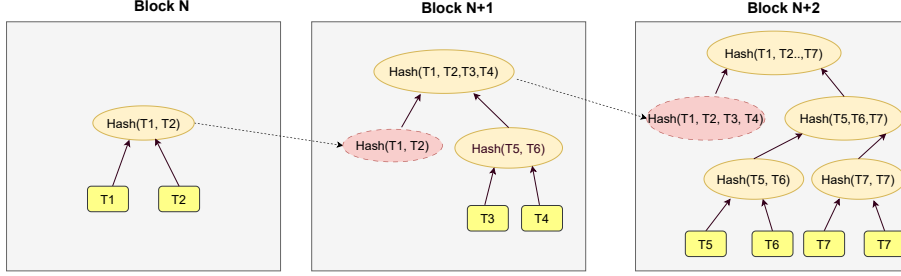 Block N
Block N+1
Block N+2
Hash(T1, T2)
T1
T2
Hash(T1, T2,T3,T4)
Hash(T1, T2)
Hash(T5, T6)
T3
T4
Hash(T1, T2..,T7)
Hash(T1, T2, T3, T4)
Hash(T5,T6,T7)
Hash(T5, T6)
Hash(T7, T7)
T5
T6
T7
T7